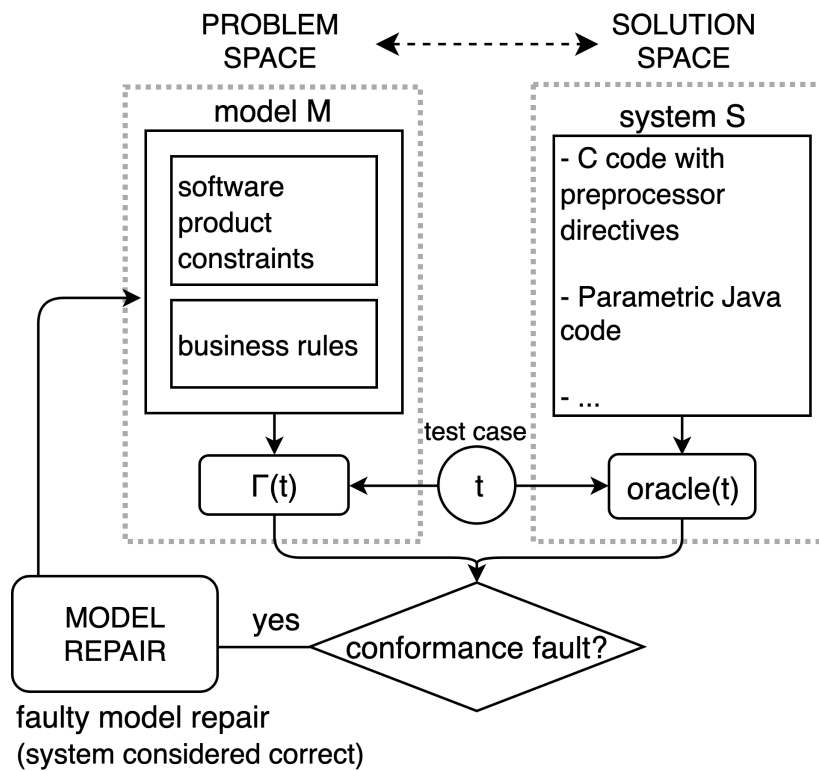 PROBLEM
SPACE
SOLUTION
SPACE
model M
software
product
constraints
business rules
system S
- C code with
preprocessor
directives
- Parametric Java
code
- ...
test case
Γ(t)
t
oracle(t)
conformance fault?
yes
MODEL
REPAIR
faulty model repair
(system considered correct)